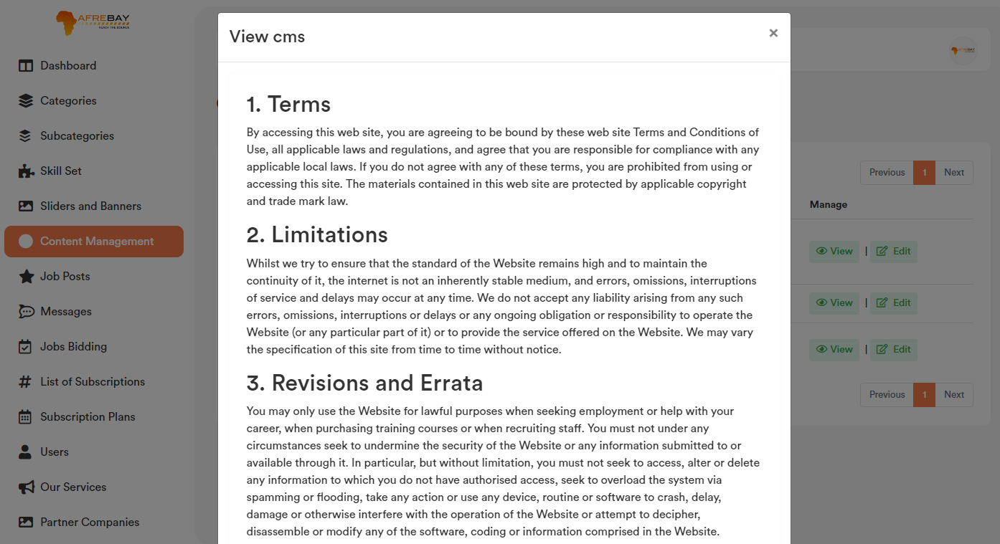 AFREBAY
REACH THE SOURCE
Dashboard
Categories
Subcategories
Skill Set
Sliders and Banners
Content Management
Job Posts
Messages
Jobs Bidding
List of Subscriptions
Subscription Plans
Users
Our Services
Partner Companies
View cms
×
1. Terms
By accessing this web site, you are agreeing to be bound by these web site Terms and Conditions of
Use, all applicable laws and regulations, and agree that you are responsible for compliance with any
applicable local laws. If you do not agree with any of these terms, you are prohibited from using or
accessing this site. The materials contained in this web site are protected by applicable copyright
and trade mark law.
2. Limitations
Whilst we try to ensure that the standard of the Website remains high and to maintain the
continuity of it, the internet is not an inherently stable medium, and errors, omissions, interruptions
of service and delays may occur at any time. We do not accept any liability arising from any such
errors, omissions, interruptions or delays or any ongoing obligation or responsibility to operate the
Website (or any particular part of it) or to provide the service offered on the Website. We may vary
the specification of this site from time to time without notice.
3. Revisions and Errata
You may only use the Website for lawful purposes when seeking employment or help with your
career, when purchasing training courses or when recruiting staff. You must not under any
circumstances seek to undermine the security of the Website or any information submitted to or
available through it. In particular, but without limitation, you must not seek to access, alter or delete
any information to which you do not have authorised access, seek to overload the system via
spamming or flooding, take any action or use any device, routine or software to crash, delay,
damage or otherwise interfere with the operation of the Website or attempt to decipher,
disassemble or modify any of the software, coding or information comprised in the Website.
Previous 1 Next
Manage
View | Edit
View | Edit
View | Edit
Previous 1 Next